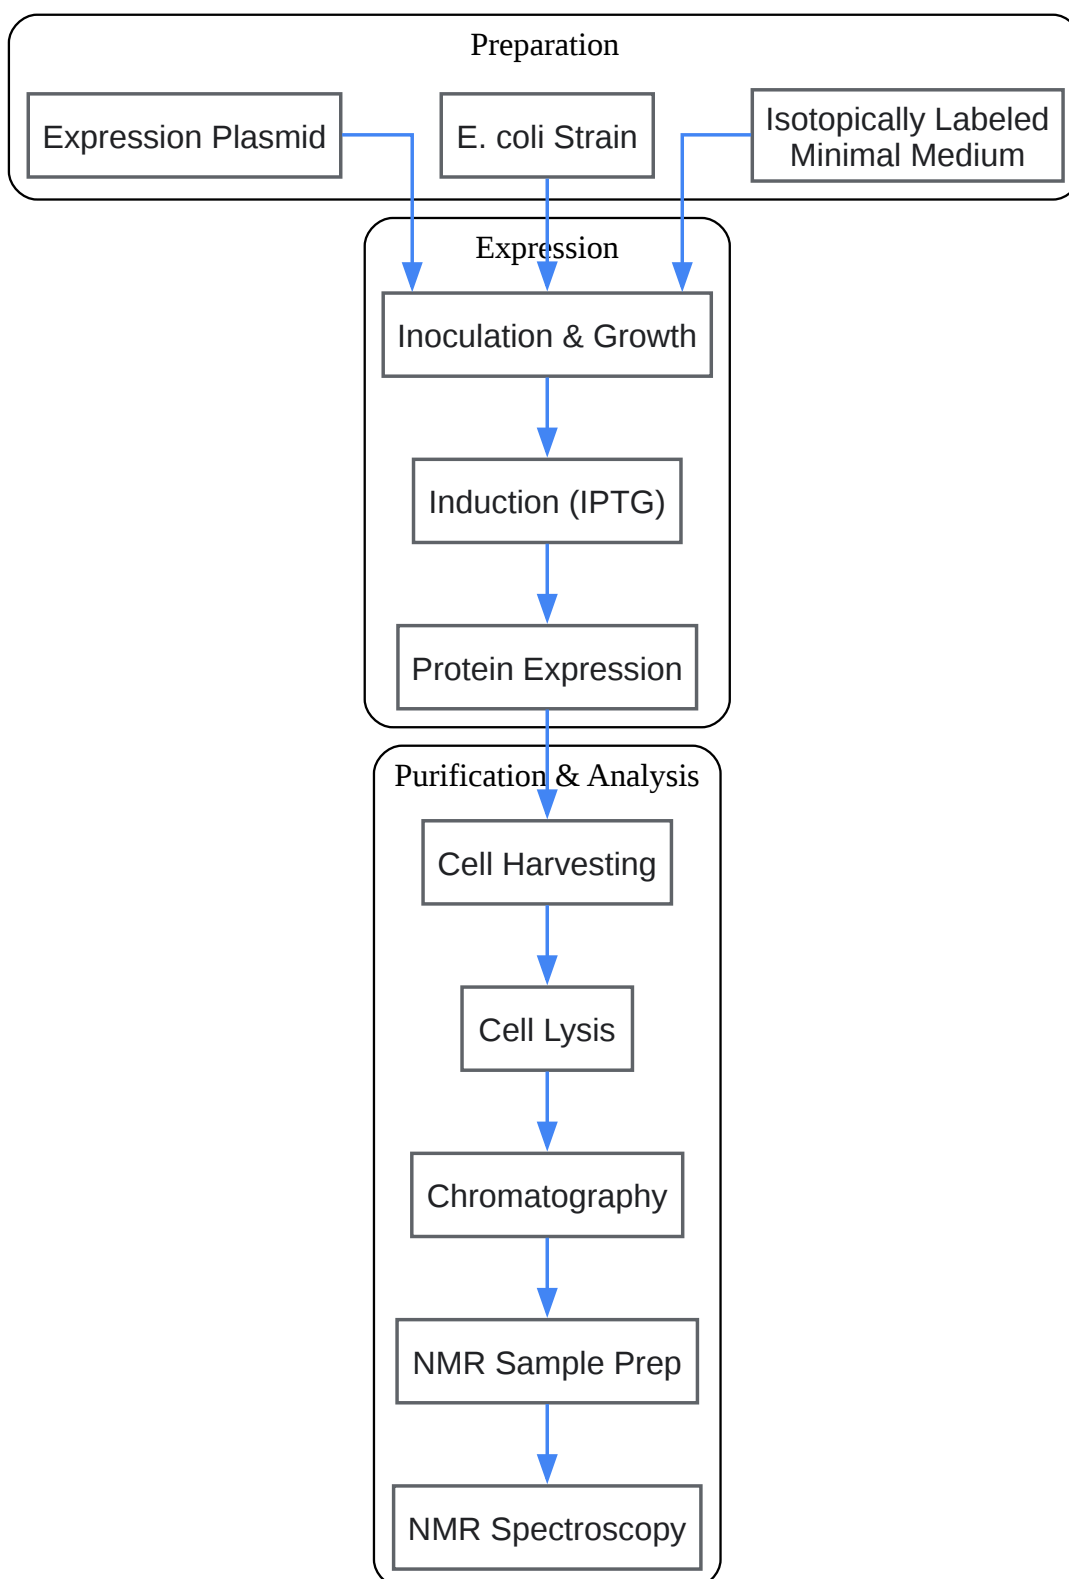 Preparation
Expression Plasmid
E. coli Strain
Isotopically Labeled
Minimal Medium
Expression
Inoculation & Growth
Induction (IPTG)
Protein Expression
Purification & Analysis
Cell Harvesting
Cell Lysis
Chromatography
NMR Sample Prep
NMR Spectroscopy